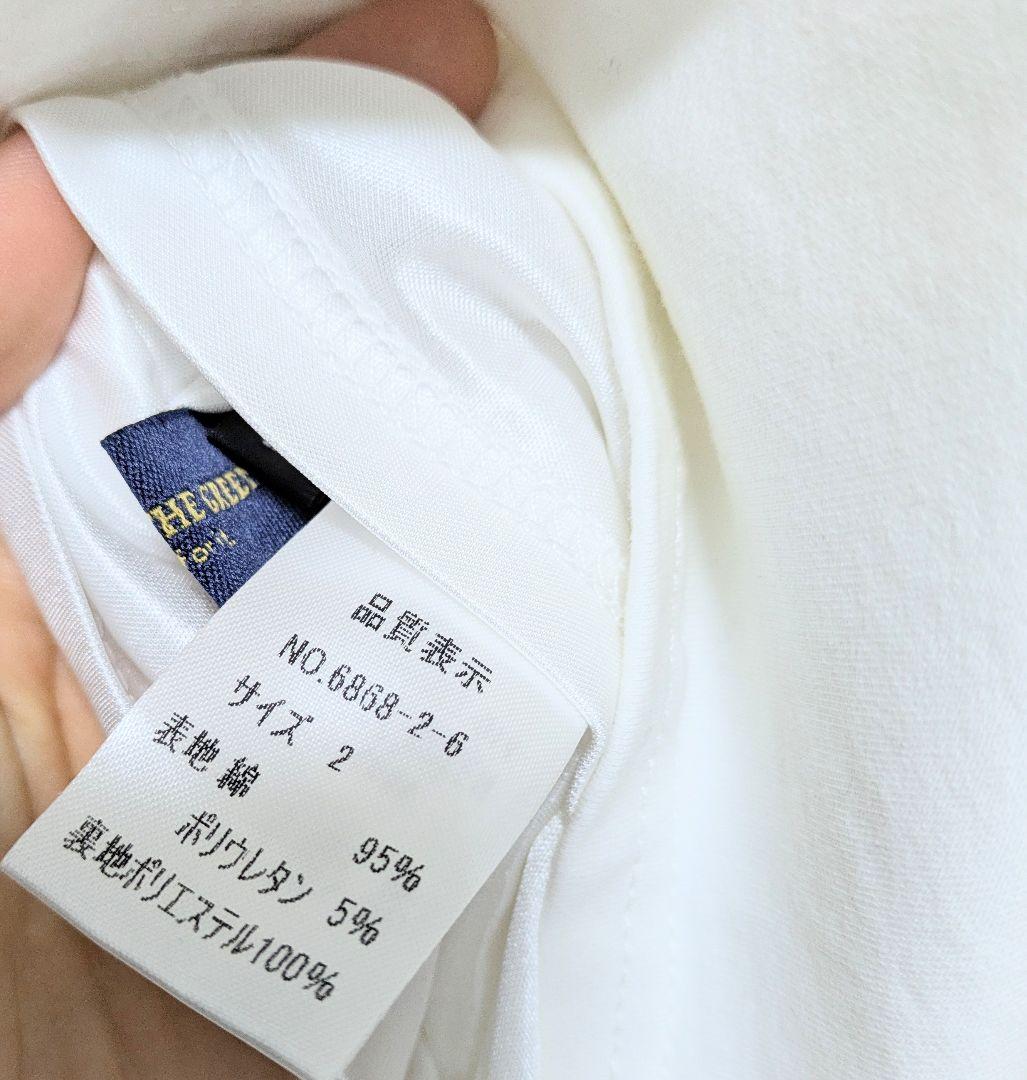 THE GREE
品質表示
NO.6868-2-6
サイズ 2
表地 綿 95%
ポリウレタン 5%
裏地ポリエステル100%